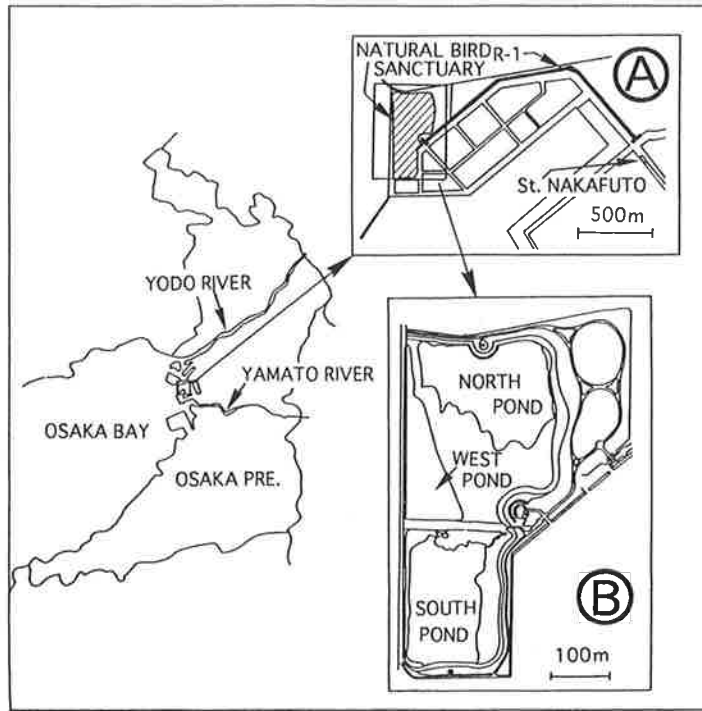 NATURAL BIRD
SANCTUARY
R-1
A
St. NAKAFUTO
500m
YODO RIVER
YAMATO RIVER
OSAKA BAY
OSAKA PRE.
NORTH
POND
WEST
POND
SOUTH
POND
B
100m